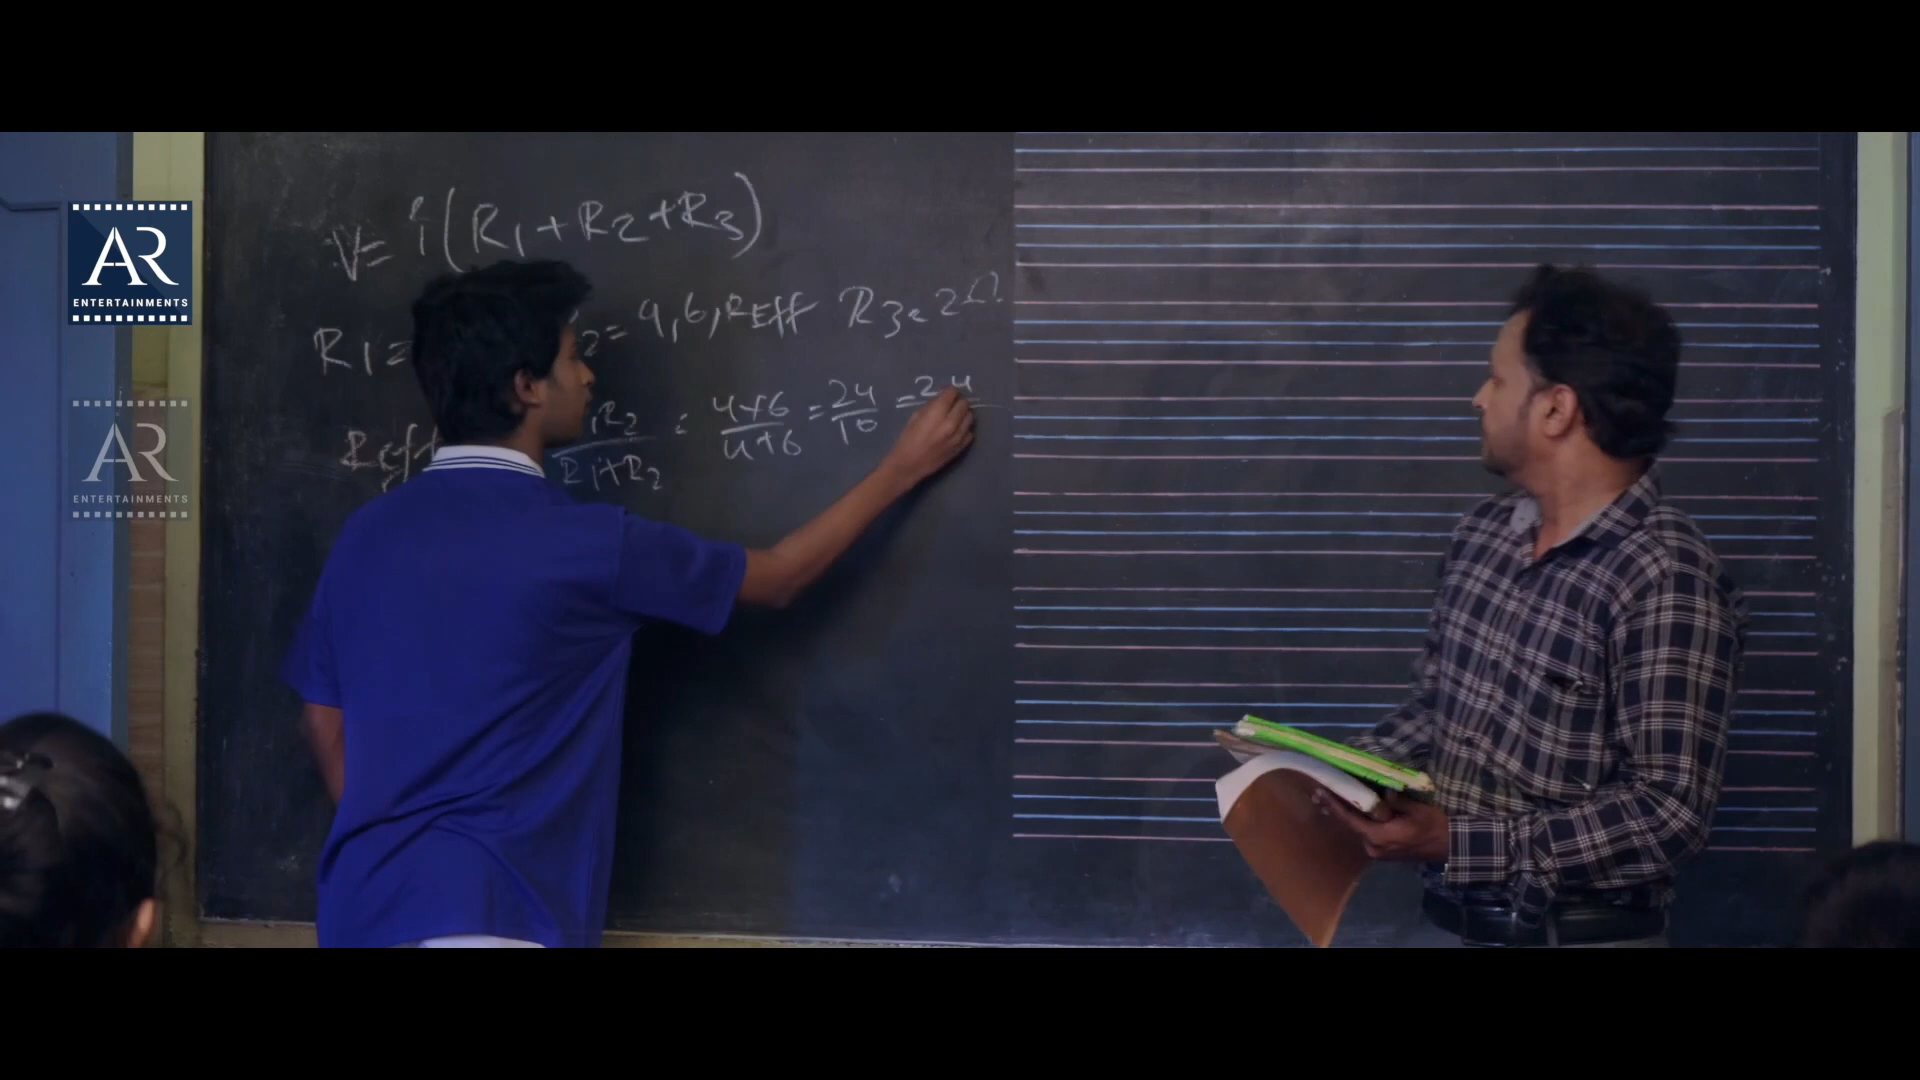 AR
ENTERTAINMENTS
AR
ENTERTAINMENTS
V= i(R1+R2+R3)
R1= 2= 4,6,REff R3=2Ω
Reff R2/R1+R2 = 4×6/4+6 = 24/10 = 24